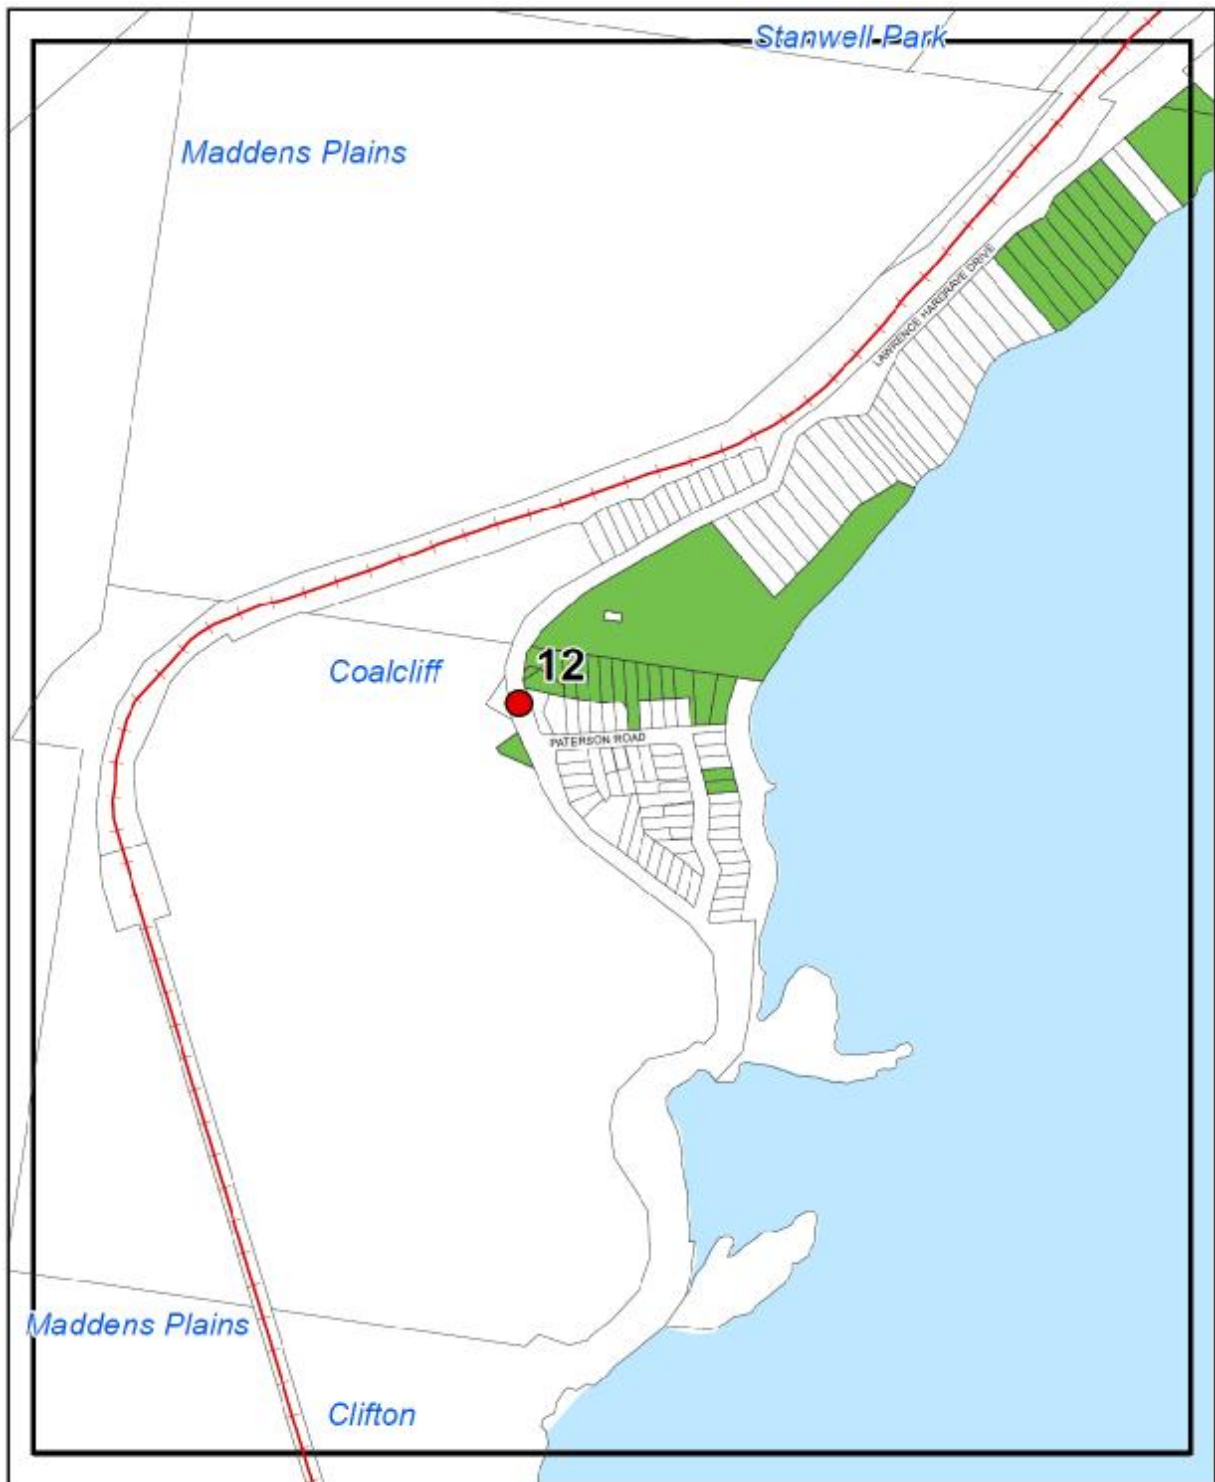 Stanwell Park
Maddens Plains
LAWRENCE HARGRAVE DRIVE
12
Coalcliff
PATERSON ROAD
Maddens Plains
Clifton